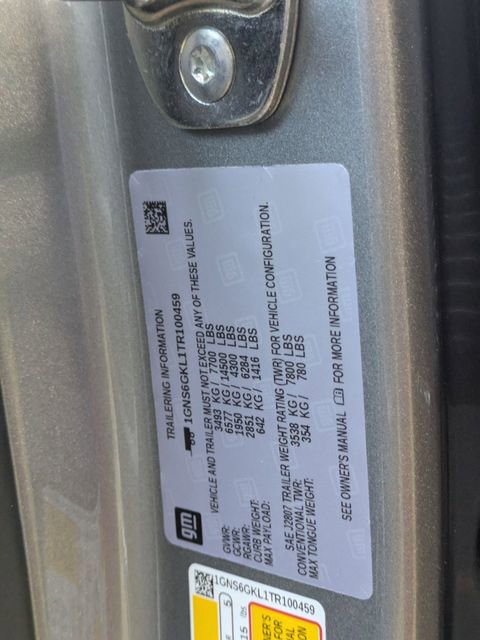 TRAILERING INFORMATION
1GNS6GKL1TR100459
VEHICLE AND TRAILER MUST NOT EXCEED ANY OF THESE VALUES.
GVWR: 3493 KG/ 7700 LBS
GCWR: 6577 KG/ 14500 LBS
RGAWR: 1950 KG/ 4300 LBS
CURB WEIGHT: 2851 KG/ 6284 LBS
MAX PAYLOAD: 642 KG/ 1416 LBS
SAE J2807 TRAILER WEIGHT RATING (TWR) FOR VEHICLE CONFIGURATION.
CONVENTIONAL TWR: 3538 KG/ 7800 LBS
MAX TONGUE WEIGHT: 354 KG/ 780 LBS
SEE OWNER'S MANUAL FOR MORE INFORMATION
gm
1GNS6GKL1TR100459
R 5
15